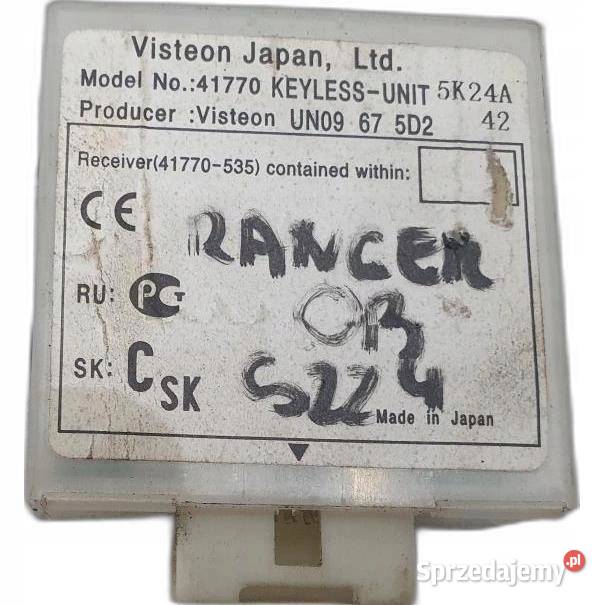 Visteon Japan, Ltd.
Model No.:41770 KEYLESS-UNIT 5K24A
Producer :Visteon UN09 67 5D2 42
Receiver(41770-535) contained within:
CE
RANGER
RU: PCT
OR
SK: CSK
S224
Made in Japan
Sprzedajemy.pl